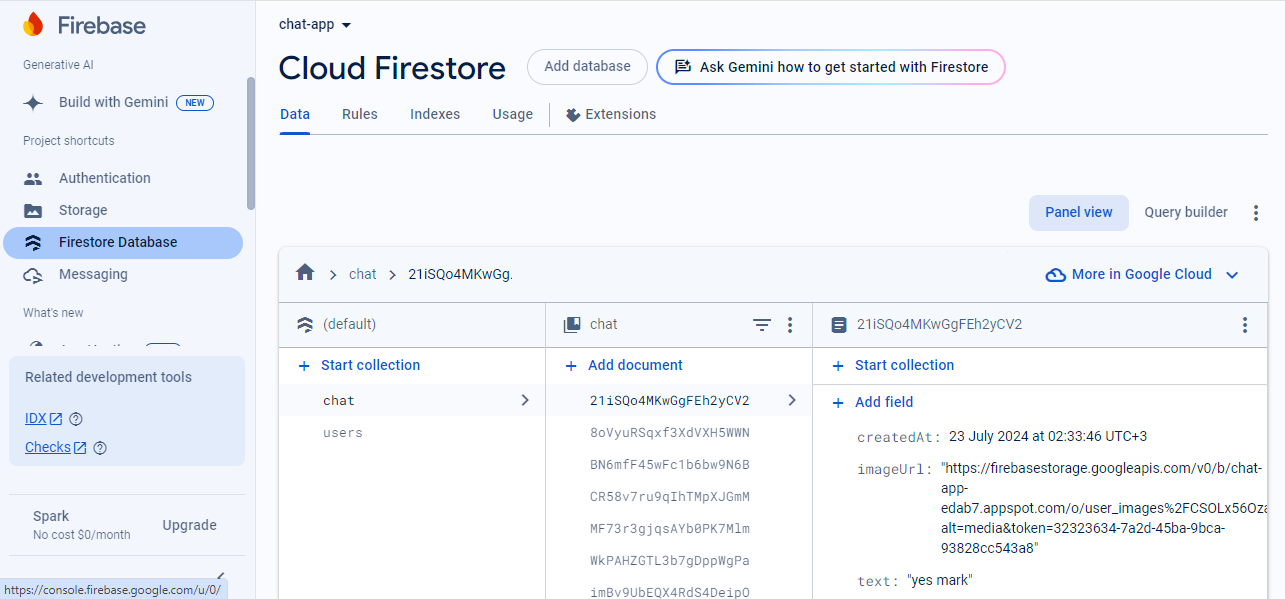 Firebase
Generative AI
Build with Gemini NEW
Project shortcuts
Authentication
Storage
Firestore Database
Messaging
What's new
Related development tools
IDX
Checks
Spark
No cost $0/month
Upgrade
https://console.firebase.google.com/u/0/
chat-app
Cloud Firestore
Add database
Ask Gemini how to get started with Firestore
Data Rules Indexes Usage Extensions
Panel view Query builder
chat 21iSQo4MKwGg.
More in Google Cloud
(default)
Start collection
chat
users
chat
Add document
21iSQo4MKwGgFEh2yCV2
8oVyuRSqxf3XdVXH5WWN
BN6mfF45wFc1b6bw9N6B
CR58v7ru9qIhTMpXJGmM
MF73r3gjqsAYb0PK7Mlm
WkPAHZGTL3b7gDppWgPa
imBv9UbEQX4RdS4DeipO
21iSQo4MKwGgFEh2yCV2
Start collection
Add field
createdAt: 23 July 2024 at 02:33:46 UTC+3
imageUrl: "https://firebasestorage.googleapis.com/v0/b/chat-
app-
edab7.appspot.com/o/user_images%2FCSOLx56Oza
alt=media&token=32323634-7a2d-45ba-9bca-
93828cc543a8"
text: "yes mark"